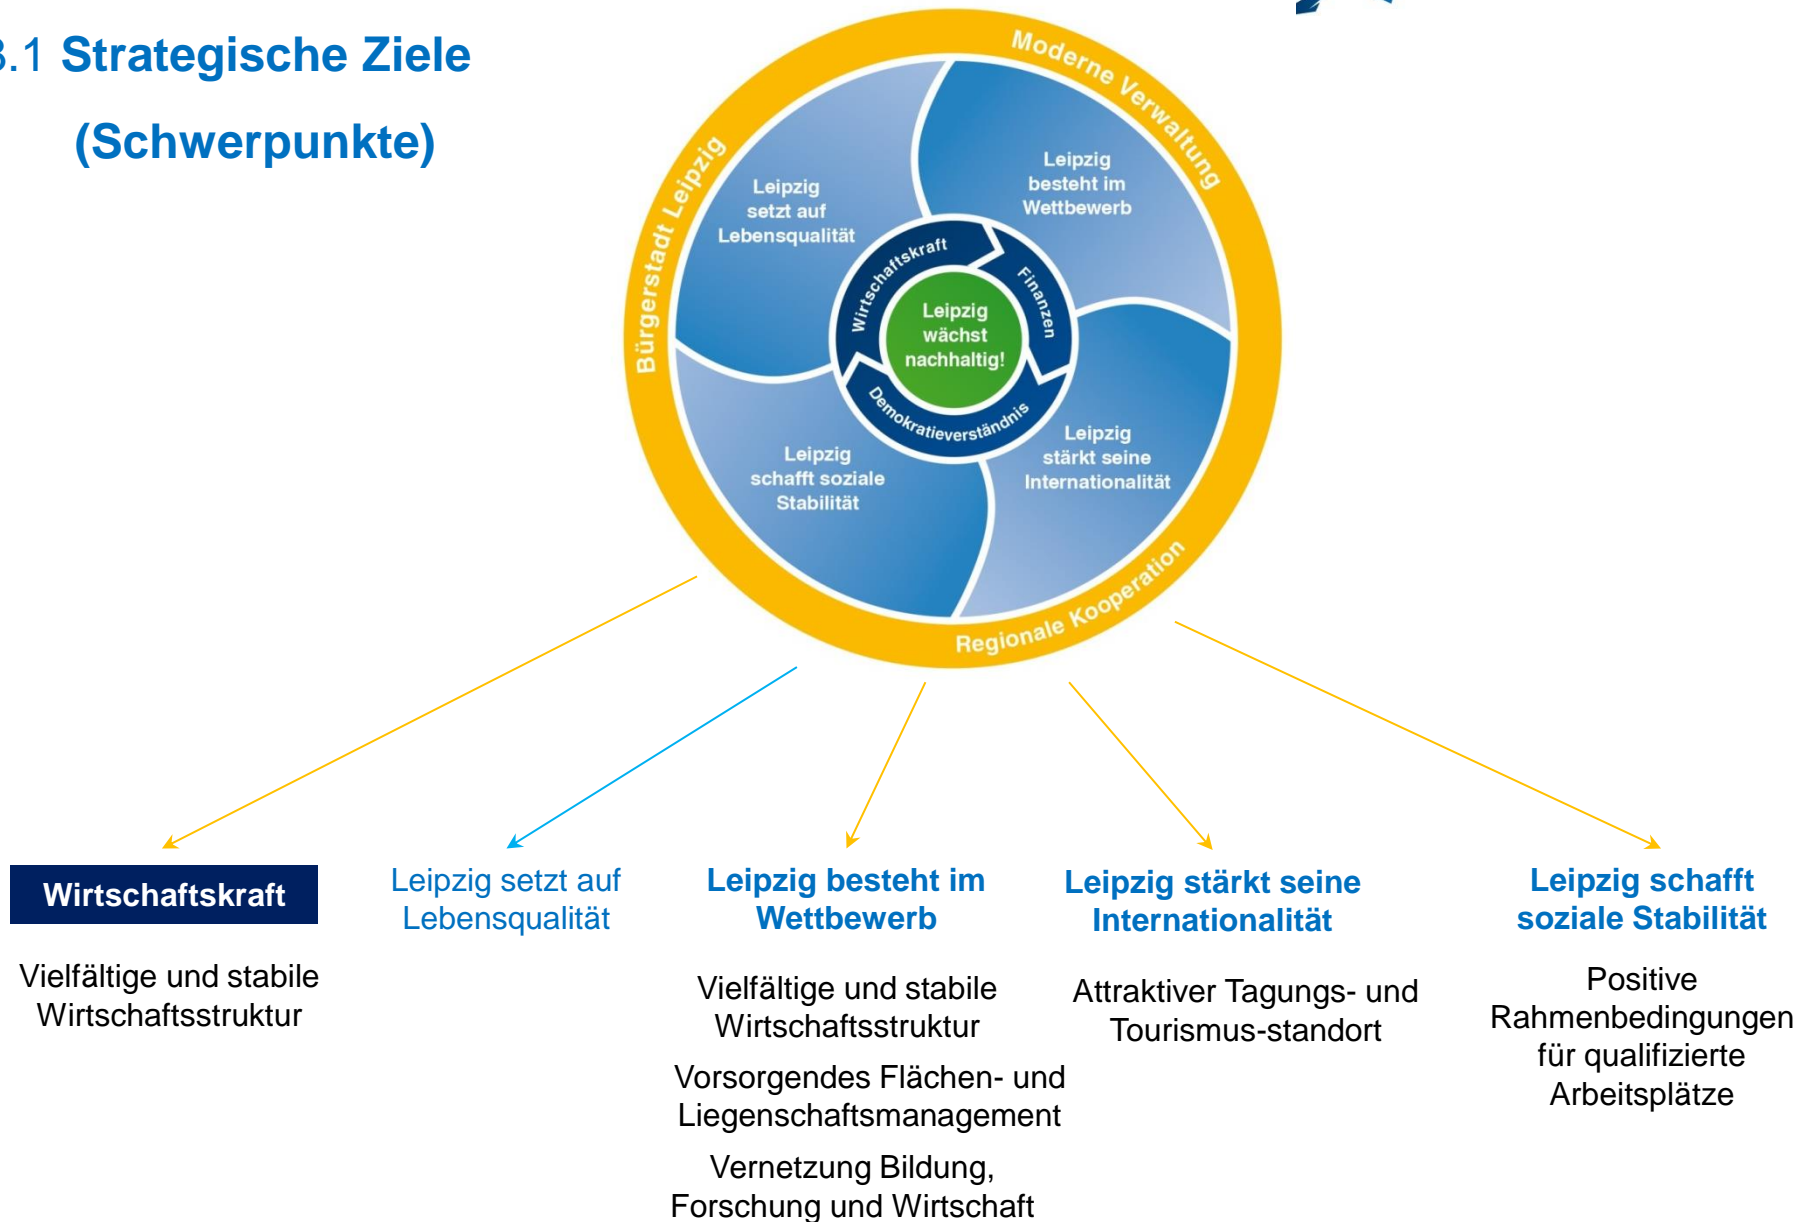 3.1 Strategische Ziele
(Schwerpunkte)
Moderne Verwaltung
Bürgerstadt Leipzig
Regionale Kooperation
Leipzig
setzt auf
Lebensqualität
Leipzig
besteht im
Wettbewerb
Wirtschaftskraft
Finanzen
Demokratieverständnis
Leipzig
wächst
nachhaltig!
Leipzig
schafft soziale
Stabilität
Leipzig
stärkt seine
Internationalität
Wirtschaftskraft
Vielfältige und stabile
Wirtschaftsstruktur
Leipzig setzt auf
Lebensqualität
Leipzig besteht im
Wettbewerb
Vielfältige und stabile
Wirtschaftsstruktur
Vorsorgendes Flächen- und
Liegenschaftsmanagement
Vernetzung Bildung,
Forschung und Wirtschaft
Leipzig stärkt seine
Internationalität
Attraktiver Tagungs- und
Tourismus-standort
Leipzig schafft
soziale Stabilität
Positive
Rahmenbedingungen
für qualifizierte
Arbeitsplätze